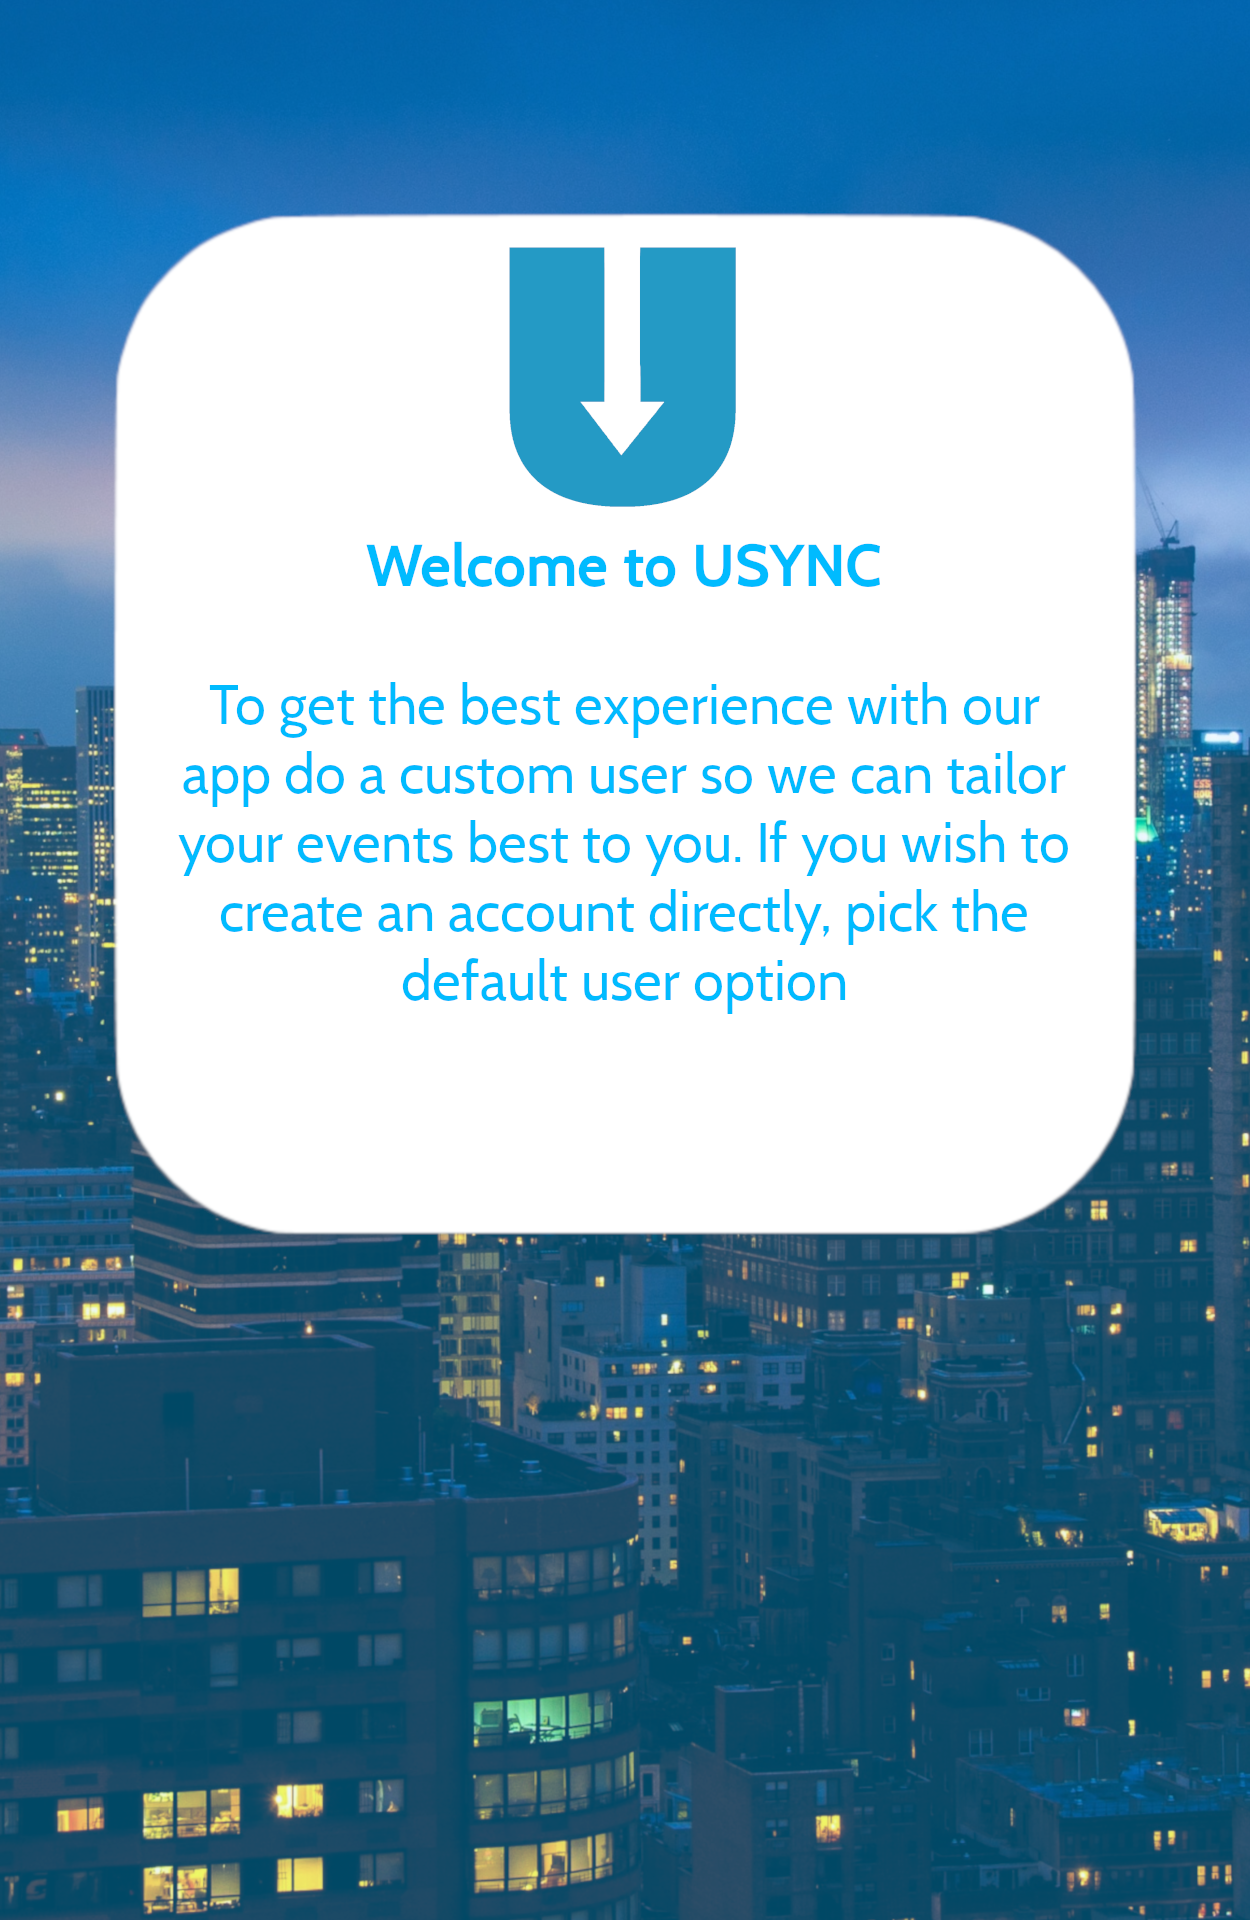 Welcome to USYNC
To get the best experience with our
app do a custom user so we can tailor
your events best to you. If you wish to
create an account directly, pick the
default user option